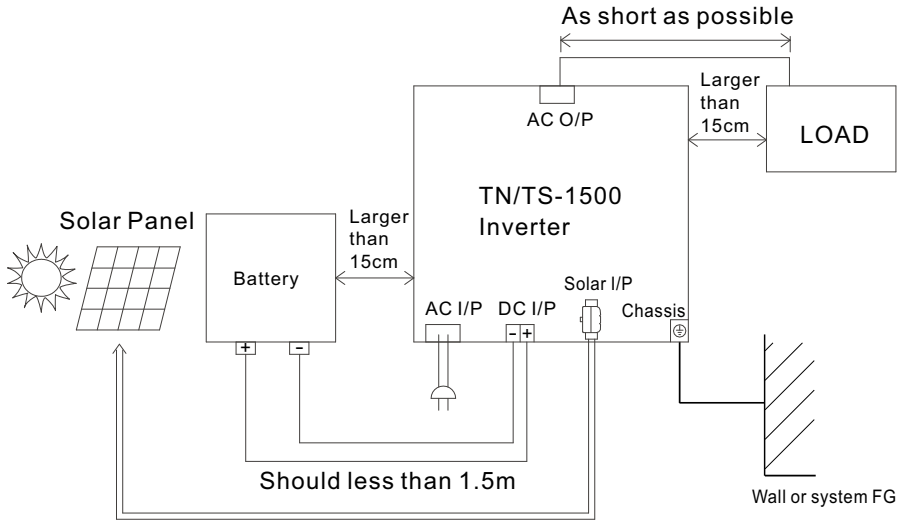 As short as possible
Larger
than
15cm
AC O/P
LOAD
TN/TS-1500
Inverter
Solar Panel
Larger
than
15cm
Battery
Solar I/P
AC I/P
DC I/P
Chassis
- +
+
-
Should less than 1.5m
Wall or system FG